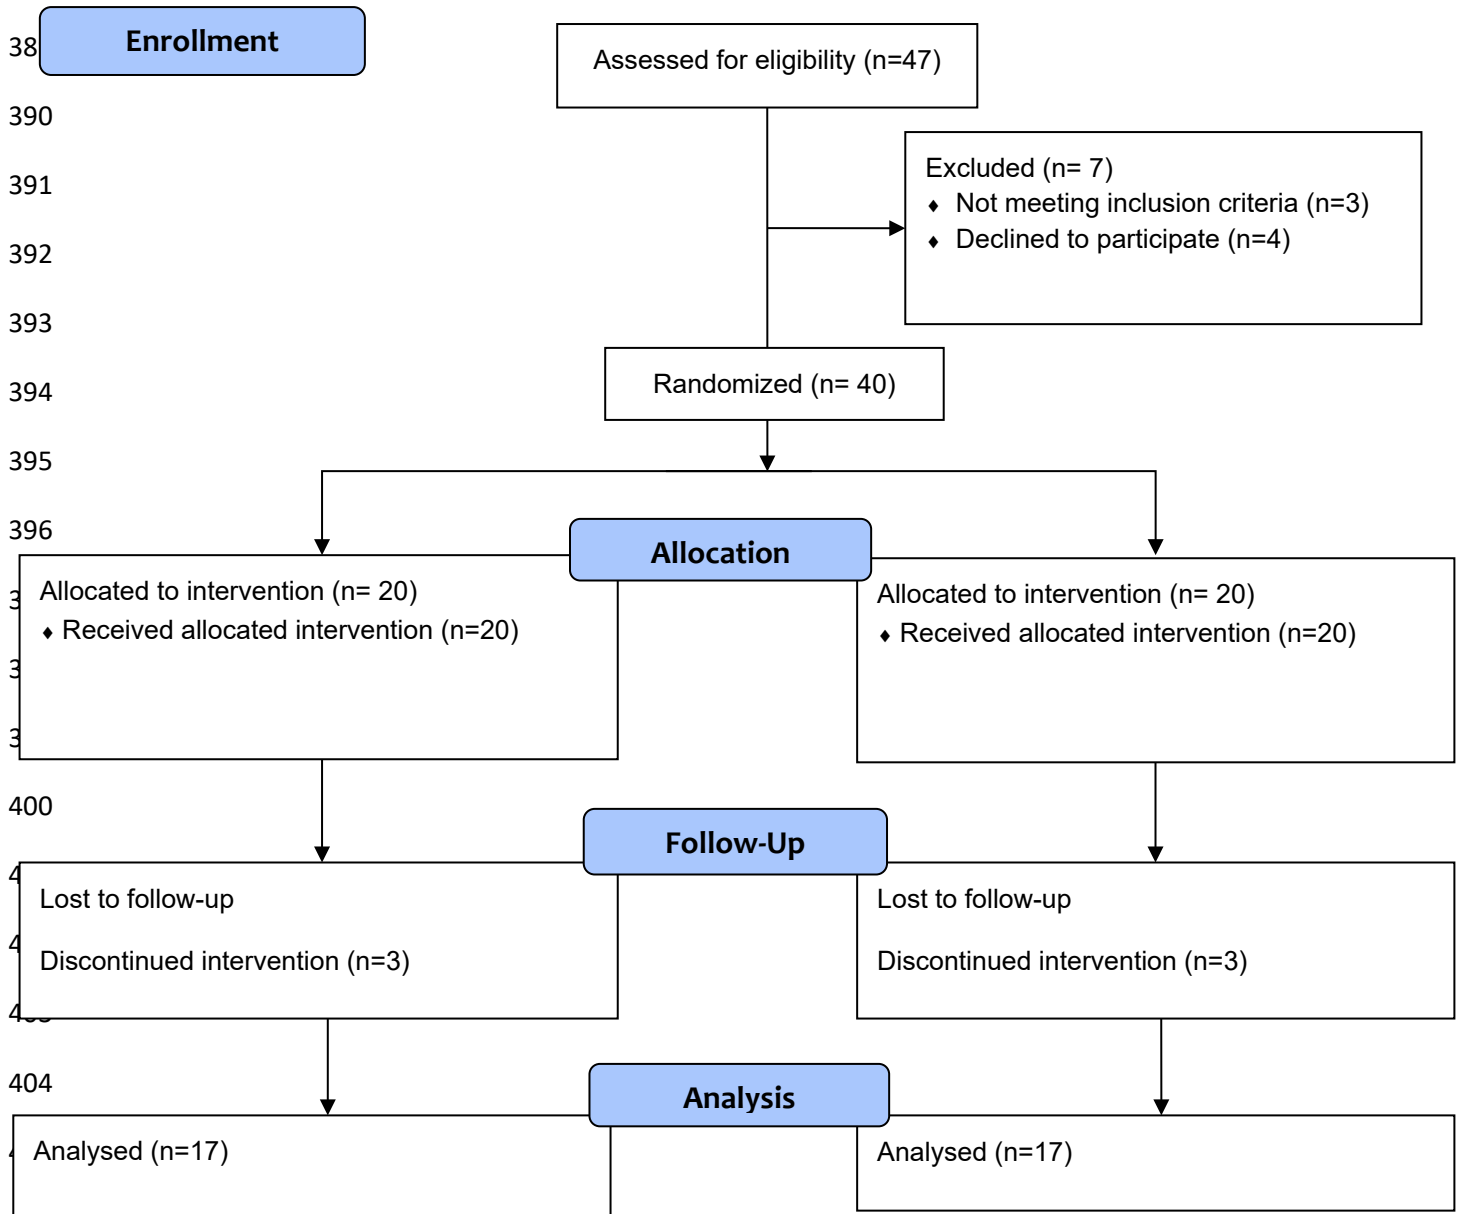 38
Enrollment
Assessed for eligibility (n=47)
390
Excluded (n= 7)
391
♦ Not meeting inclusion criteria (n=3)
♦ Declined to participate (n=4)
392
393
Randomized (n= 40)
394
395
396
Allocation
Allocated to intervention (n= 20)
♦ Received allocated intervention (n=20)
Allocated to intervention (n= 20)
♦ Received allocated intervention (n=20)
3
3
3
400
Follow-Up
Lost to follow-up
Discontinued intervention (n=3)
Lost to follow-up
Discontinued intervention (n=3)
404
Analysis
Analysed (n=17)
Analysed (n=17)